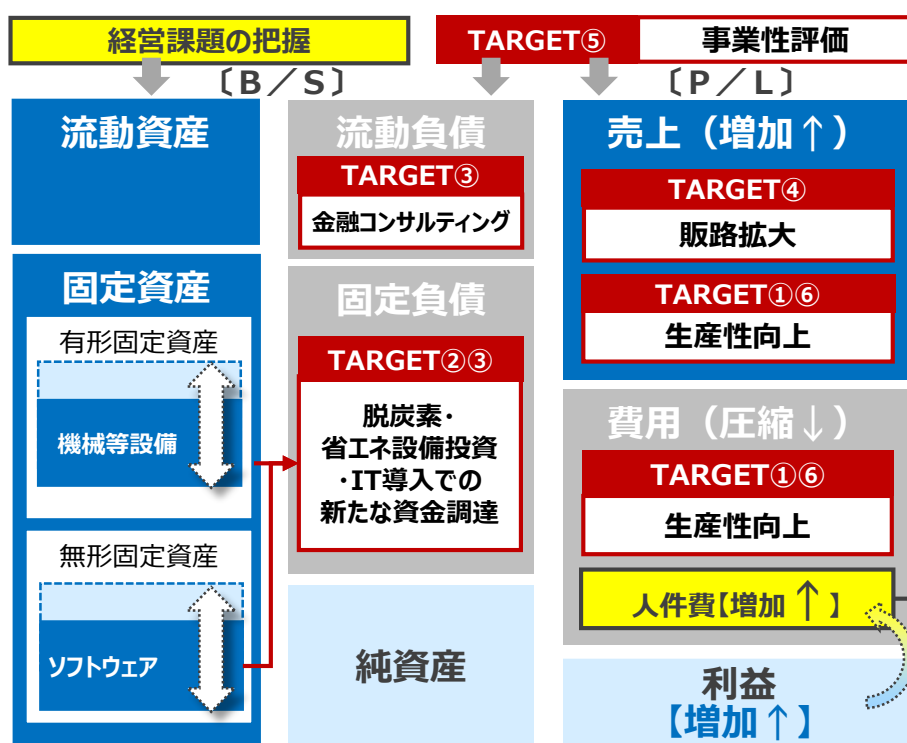 経営課題の把握
TARGET⑤ 事業性評価
〔B／S〕
〔P／L〕
流動資産
固定資産
有形固定資産
機械等設備
無形固定資産
ソフトウェア
流動負債
TARGET③
金融コンサルティング
固定負債
TARGET②③
脱炭素・
省エネ設備投資
・IT導入での
新たな資金調達
純資産
売上（増加↑）
TARGET④
販路拡大
TARGET①⑥
生産性向上
費用（圧縮↓）
TARGET①⑥
生産性向上
人件費【増加↑】
利益
【増加↑】